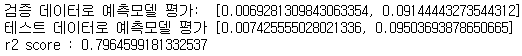 검증 데이터로 예측모델 평가:  [0.0069281309843063354, 0.09144443273544312]
테스트 데이터로 예측모델 평가 [0.007425555028021336, 0.09503693878650665]
r2 score : 0.7964599181332537